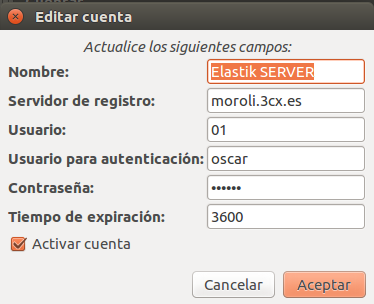 Editar cuenta
Actualice los siguientes campos:
Nombre: Elastik SERVER
Servidor de registro: moroli.3cx.es
Usuario: 01
Usuario para autenticación: oscar
Contraseña: ••••••
Tiempo de expiración: 3600
Activar cuenta
Cancelar Aceptar